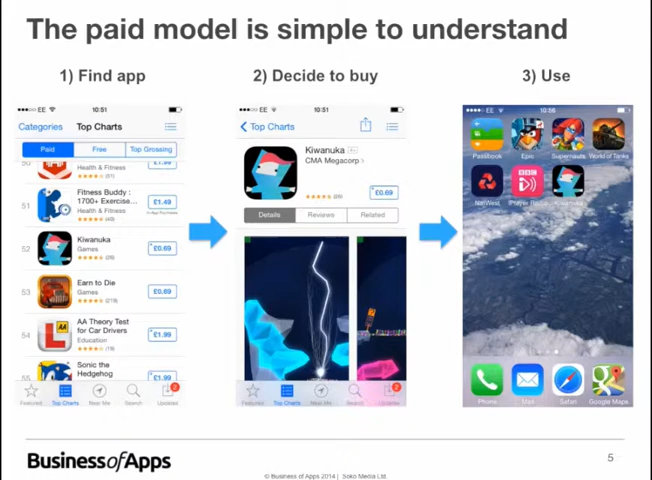 The paid model is simple to understand
1) Find app
2) Decide to buy
3) Use
EE
10:51
Categories
Top Charts
Paid
Free
Top Grossing
Health & Fitness
(31)
51
Fitness Buddy :
1700+ Exercise...
Health & Fitness
£1.49
52
Kiwanuka
Games
£0.69
53
Earn to Die
Games
£0.69
54
AA Theory Test
for Car Drivers
Education
£1.99
Sonic the
Hedgehog
£1.99
Featured
Top Charts
Near Me
Search
Updates
2
EE
10:51
Top Charts
Kiwanuka
CMA Megacorp
£0.69
Details
Reviews
Related
Featured
Top Charts
Near Me
Search
Updates
2
EE
Passbook
Epic
Supernauts
World of Tanks
NatWest
iPlayer Radio
Kiwanuka
Phone
Mail
Safari
Google Maps
BusinessofApps
5
© Business of Apps 2014 | Soko Media Ltd.